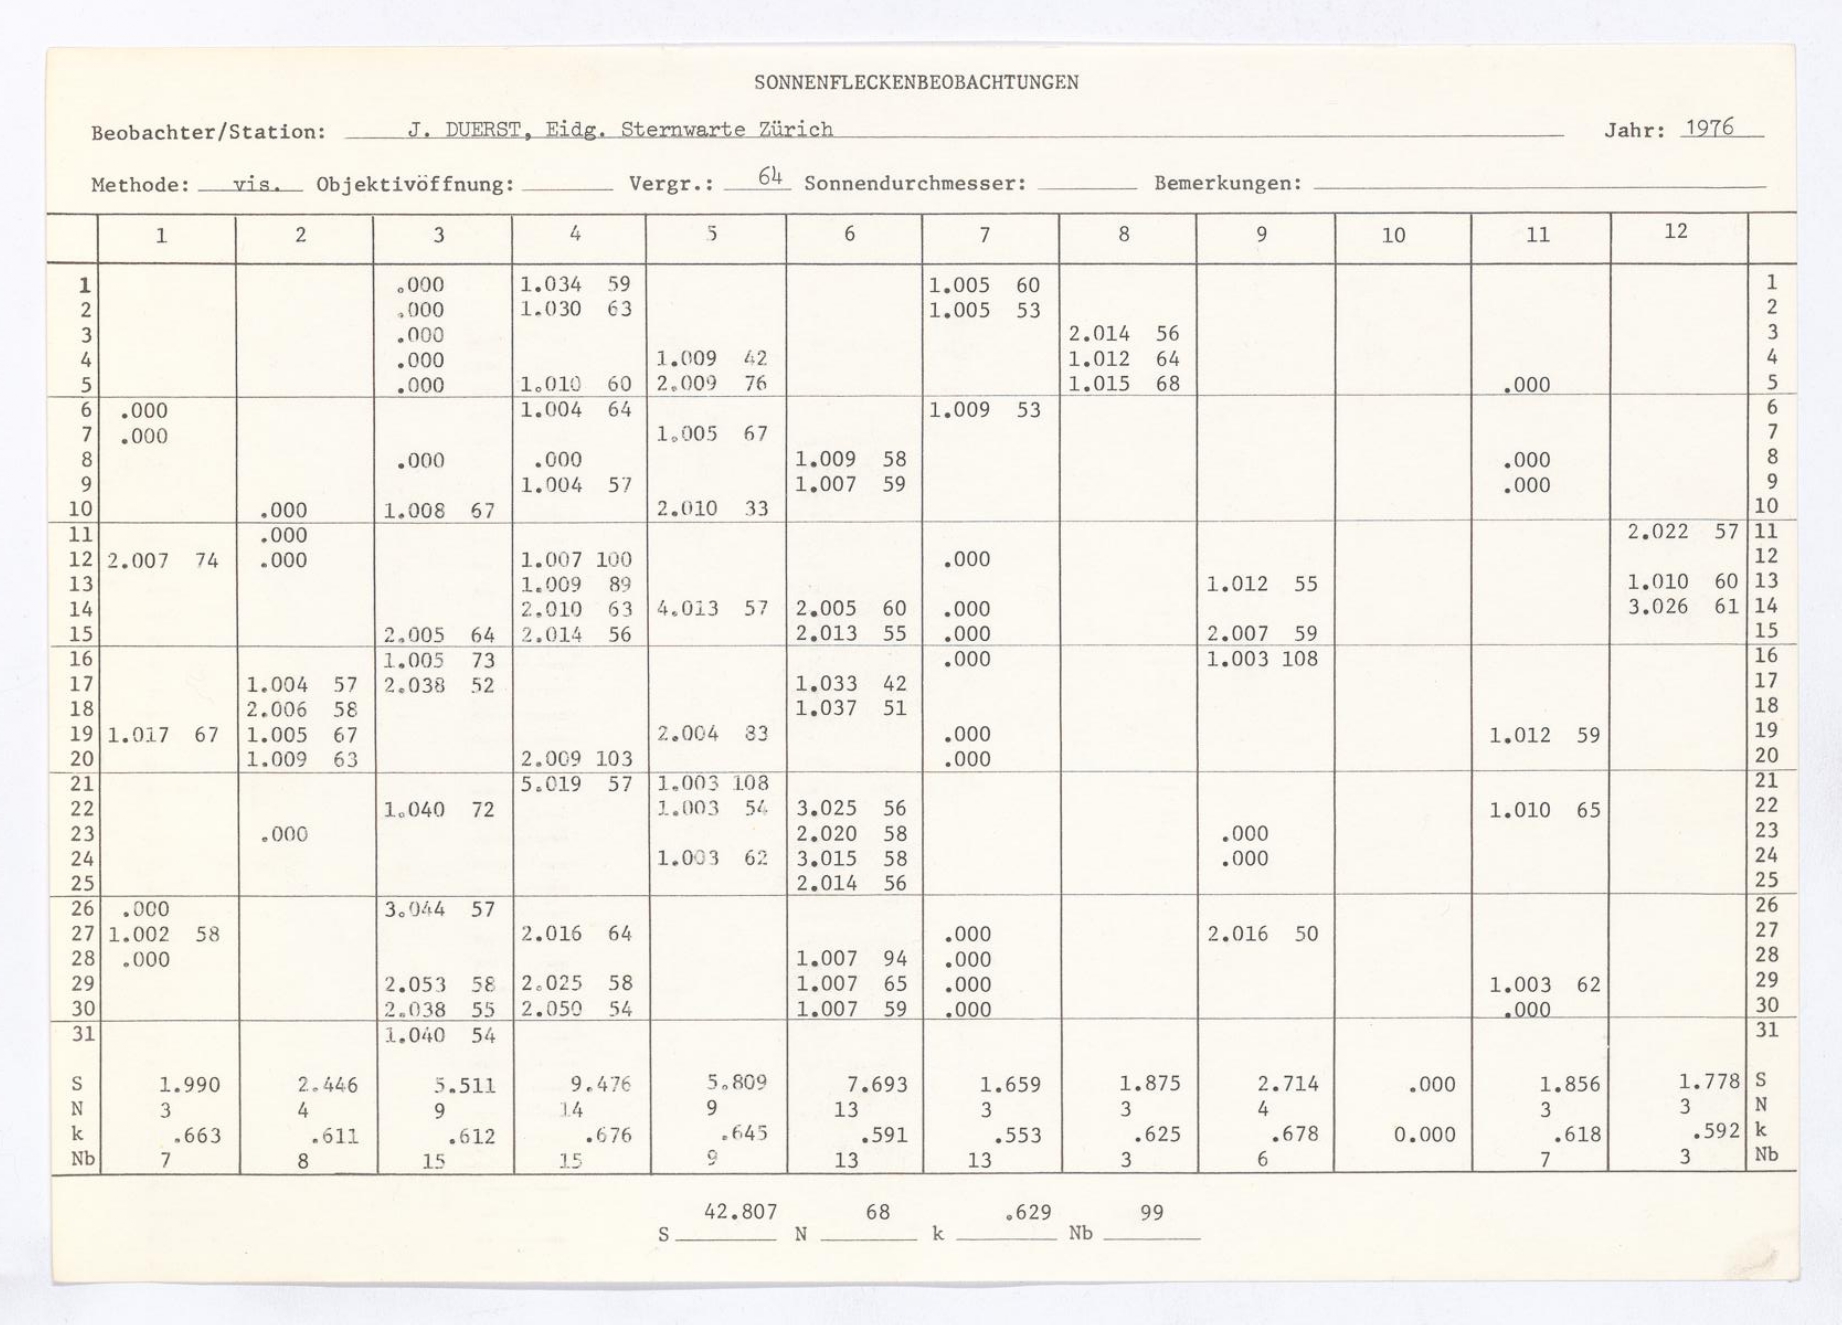 SONNENFLECKENBEOBACHTUNGEN
Beobachter/Station: J. DUERST, Eidg. Sternwarte Zürich Jahr: 1976
Methode: vis. Objektivöffnung: Vergr.: 64 Sonnendurchmesser: Bemerkungen:
1 2 3 4 5 6 7 8 9 10 11 12
1 .000 1.034 59 1.005 60 1
2 .000 1.030 63 1.005 53 2
3 .000 2.014 56 3
4 .000 1.009 42 1.012 64 4
5 .000 1.010 60 2.009 76 1.015 68 .000 5
6 .000 1.004 64 1.009 53 6
7 .000 1.005 67 7
8 .000 .000 1.009 58 .000 8
9 1.004 57 1.007 59 .000 9
10 .000 1.008 67 2.010 33 10
11 .000 2.022 57 11
12 2.007 74 .000 1.007 100 .000 12
13 1.009 89 1.012 55 1.010 60 13
14 2.010 63 4.013 57 2.005 60 .000 3.026 61 14
15 2.005 64 2.014 56 2.013 55 .000 2.007 59 15
16 1.005 73 .000 1.003 108 16
17 1.004 57 2.038 52 1.033 42 17
18 2.006 58 1.037 51 18
19 1.017 67 1.005 67 2.004 83 .000 1.012 59 19
20 1.009 63 2.009 103 .000 20
21 5.019 57 1.003 108 21
22 1.040 72 1.003 54 3.025 56 1.010 65 22
23 .000 2.020 58 .000 23
24 1.003 62 3.015 58 .000 24
25 2.014 56 25
26 .000 3.044 57 26
27 1.002 58 2.016 64 .000 2.016 50 27
28 .000 1.007 94 .000 28
29 2.053 58 2.025 58 1.007 65 .000 1.003 62 29
30 2.038 55 2.050 54 1.007 59 .000 .000 30
31 1.040 54 31
S 1.990 2.446 5.511 9.476 5.809 7.693 1.659 1.875 2.714 .000 1.856 1.778 S
N 3 4 9 14 9 13 3 3 4 3 3 N
k .663 .611 .612 .676 .645 .591 .553 .625 .678 0.000 .618 .592 k
Nb 7 8 15 15 9 13 13 3 6 7 3 Nb
S 42.807 N 68 k .629 Nb 99